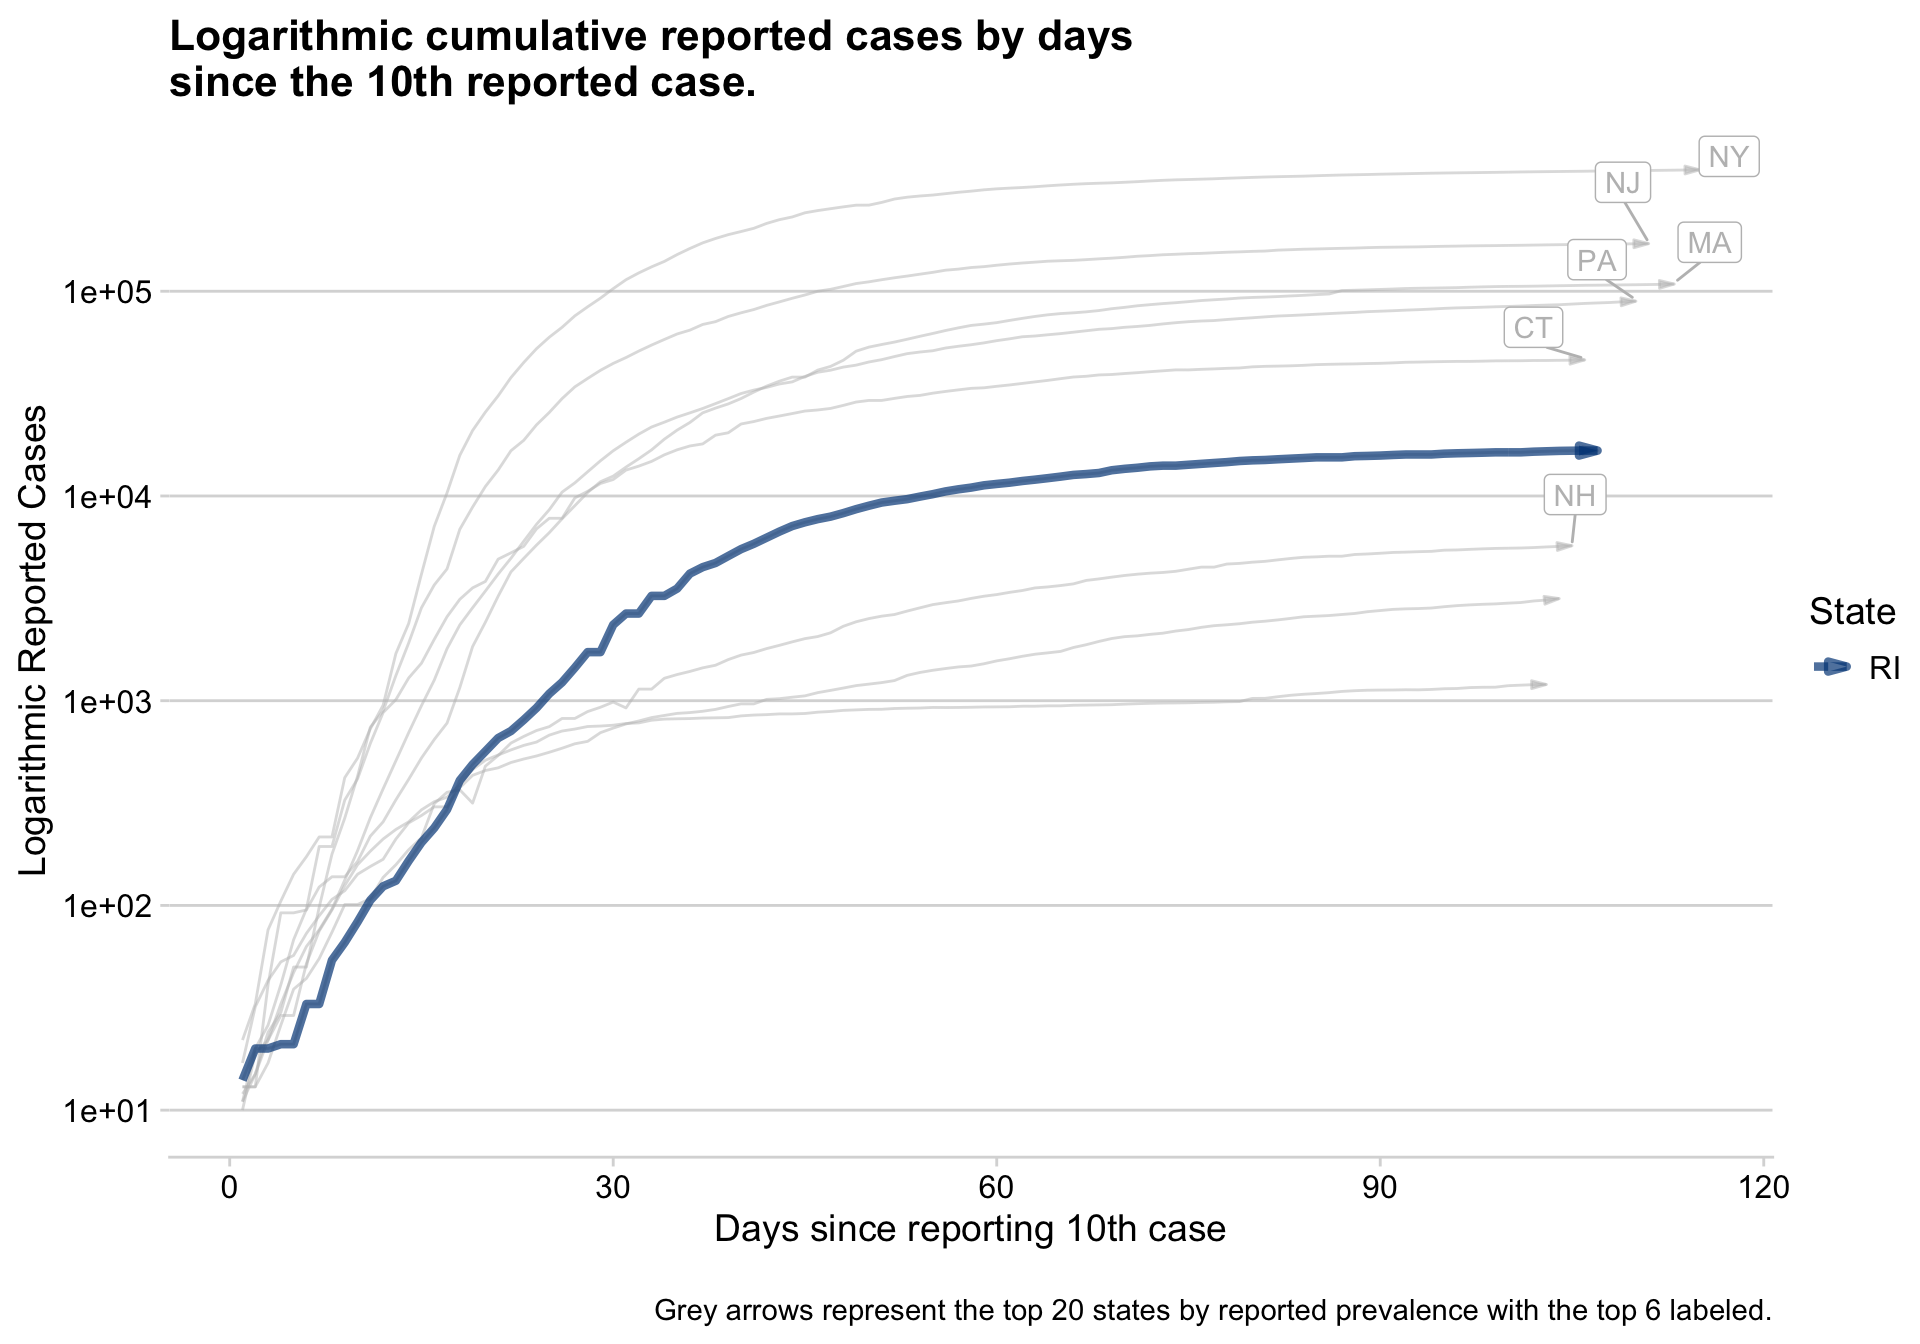 Logarithmic cumulative reported cases by days
since the 10th reported case.
NY
NJ
MA
PA
CT
NH
1e+05
1e+04
1e+03
1e+02
1e+01
Logarithmic Reported Cases
State
RI
0 30 60 90 120
Days since reporting 10th case
Grey arrows represent the top 20 states by reported prevalence with the top 6 labeled.